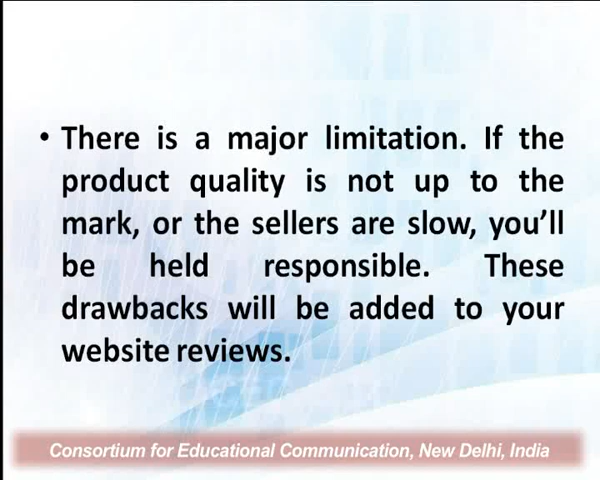 • There is a major limitation. If the
product quality is not up to the
mark, or the sellers are slow, you’ll
be held responsible. These
drawbacks will be added to your
website reviews.
Consortium for Educational Communication, New Delhi, India